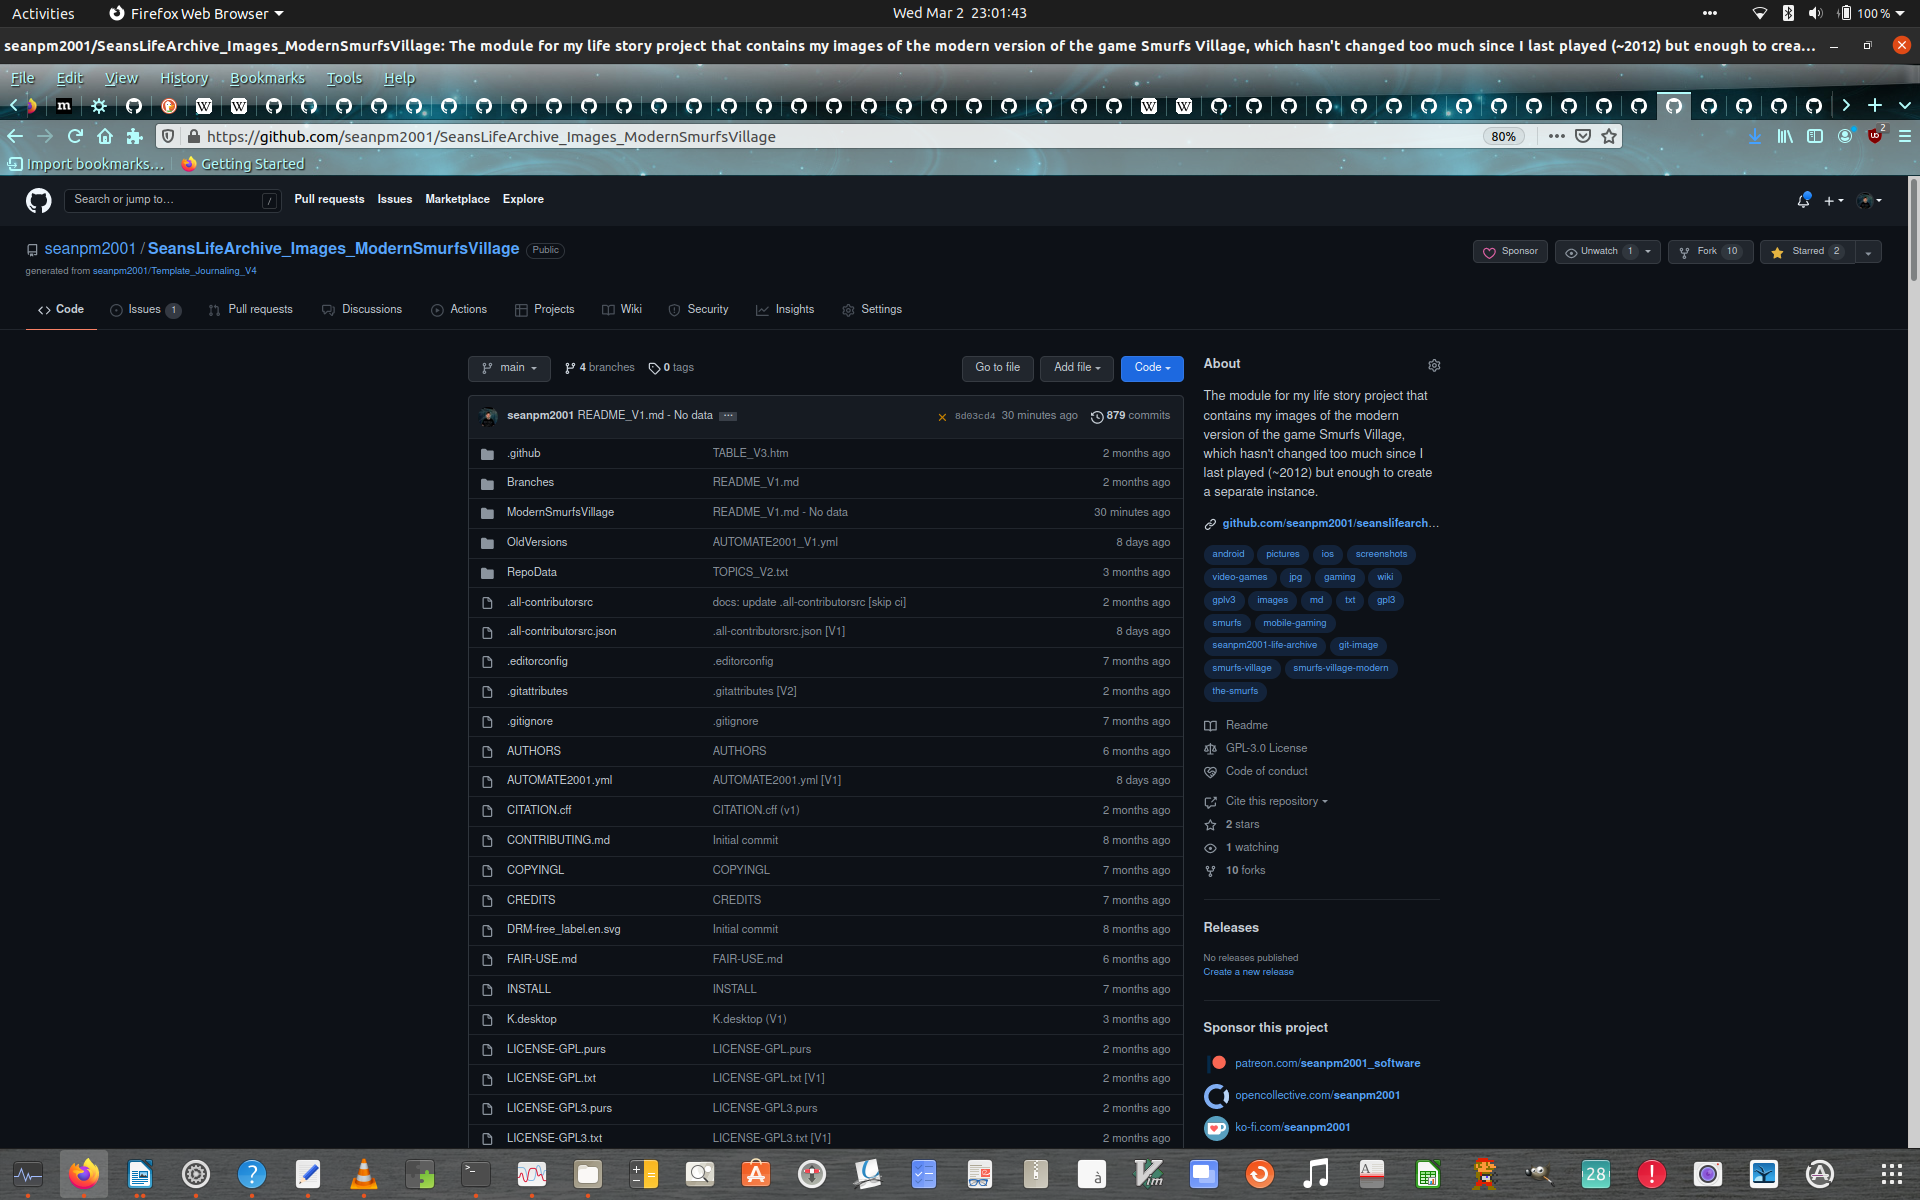 Activities Firefox Web Browser Wed Mar 2 23:01:43 100 %
seanpm2001/SeansLifeArchive_Images_ModernSmurfsVillage: The module for my life story project that contains my images of the modern version of the game Smurfs Village, which hasn't changed too much since I last played (~2012) but enough to crea…
File Edit View History Bookmarks Tools Help
https://github.com/seanpm2001/SeansLifeArchive_Images_ModernSmurfsVillage 80% 2
Import bookmarks… Getting Started
Search or jump to… / Pull requests Issues Marketplace Explore
seanpm2001 / SeansLifeArchive_Images_ModernSmurfsVillage Public
Sponsor Unwatch 1 Fork 10 Starred 2
generated from seanpm2001/Template_Journaling_V4
Code Issues 1 Pull requests Discussions Actions Projects Wiki Security Insights Settings
main 4 branches 0 tags Go to file Add file Code
seanpm2001 README_V1.md - No data 8d03cd4 30 minutes ago 879 commits
.github TABLE_V3.htm 2 months ago
Branches README_V1.md 2 months ago
ModernSmurfsVillage README_V1.md - No data 30 minutes ago
OldVersions AUTOMATE2001_V1.yml 8 days ago
RepoData TOPICS_V2.txt 3 months ago
.all-contributorsrc docs: update .all-contributorsrc [skip ci] 2 months ago
.all-contributorsrc.json .all-contributorsrc.json [V1] 8 days ago
.editorconfig .editorconfig 7 months ago
.gitattributes .gitattributes [V2] 2 months ago
.gitignore .gitignore 7 months ago
AUTHORS AUTHORS 6 months ago
AUTOMATE2001.yml AUTOMATE2001.yml [V1] 8 days ago
CITATION.cff CITATION.cff (v1) 2 months ago
CONTRIBUTING.md Initial commit 8 months ago
COPYINGL COPYINGL 7 months ago
CREDITS CREDITS 7 months ago
DRM-free_label.en.svg Initial commit 8 months ago
FAIR-USE.md FAIR-USE.md 6 months ago
INSTALL INSTALL 7 months ago
K.desktop K.desktop (V1) 3 months ago
LICENSE-GPL.purs LICENSE-GPL.purs 2 months ago
LICENSE-GPL.txt LICENSE-GPL.txt [V1] 2 months ago
LICENSE-GPL3.purs LICENSE-GPL3.purs 2 months ago
LICENSE-GPL3.txt LICENSE-GPL3.txt [V1] 2 months ago
About
The module for my life story project that
contains my images of the modern
version of the game Smurfs Village,
which hasn't changed too much since I
last played (~2012) but enough to create
a separate instance.
github.com/seanpm2001/seanslifearch…
android pictures ios screenshots
video-games jpg gaming wiki
gplv3 images md txt gpl3
smurfs mobile-gaming
seanpm2001-life-archive git-image
smurfs-village smurfs-village-modern
the-smurfs
Readme
GPL-3.0 License
Code of conduct
Cite this repository
2 stars
1 watching
10 forks
Releases
No releases published
Create a new release
Sponsor this project
patreon.com/seanpm2001_software
opencollective.com/seanpm2001
ko-fi.com/seanpm2001
28